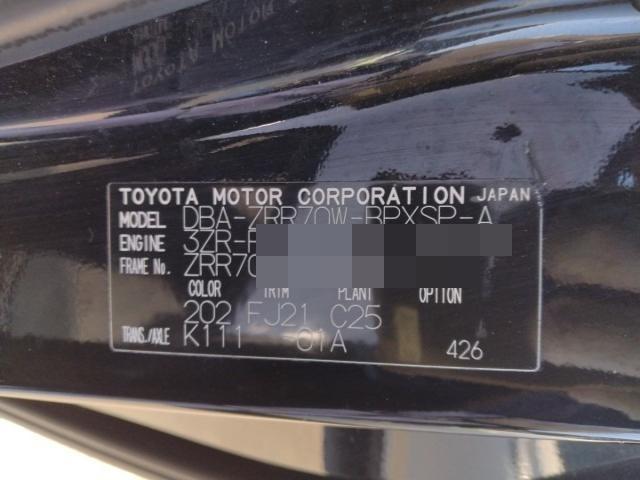 TOYOTA MOTOR CORPORATION JAPAN
MODEL DBA-ZRR70W-BPXSP-A
ENGINE 3ZR-
FRAME No. ZRR70
COLOR TRIM PLANT OPTION
202 FJ21 C25
TRANS./AXLE K111 01A
426